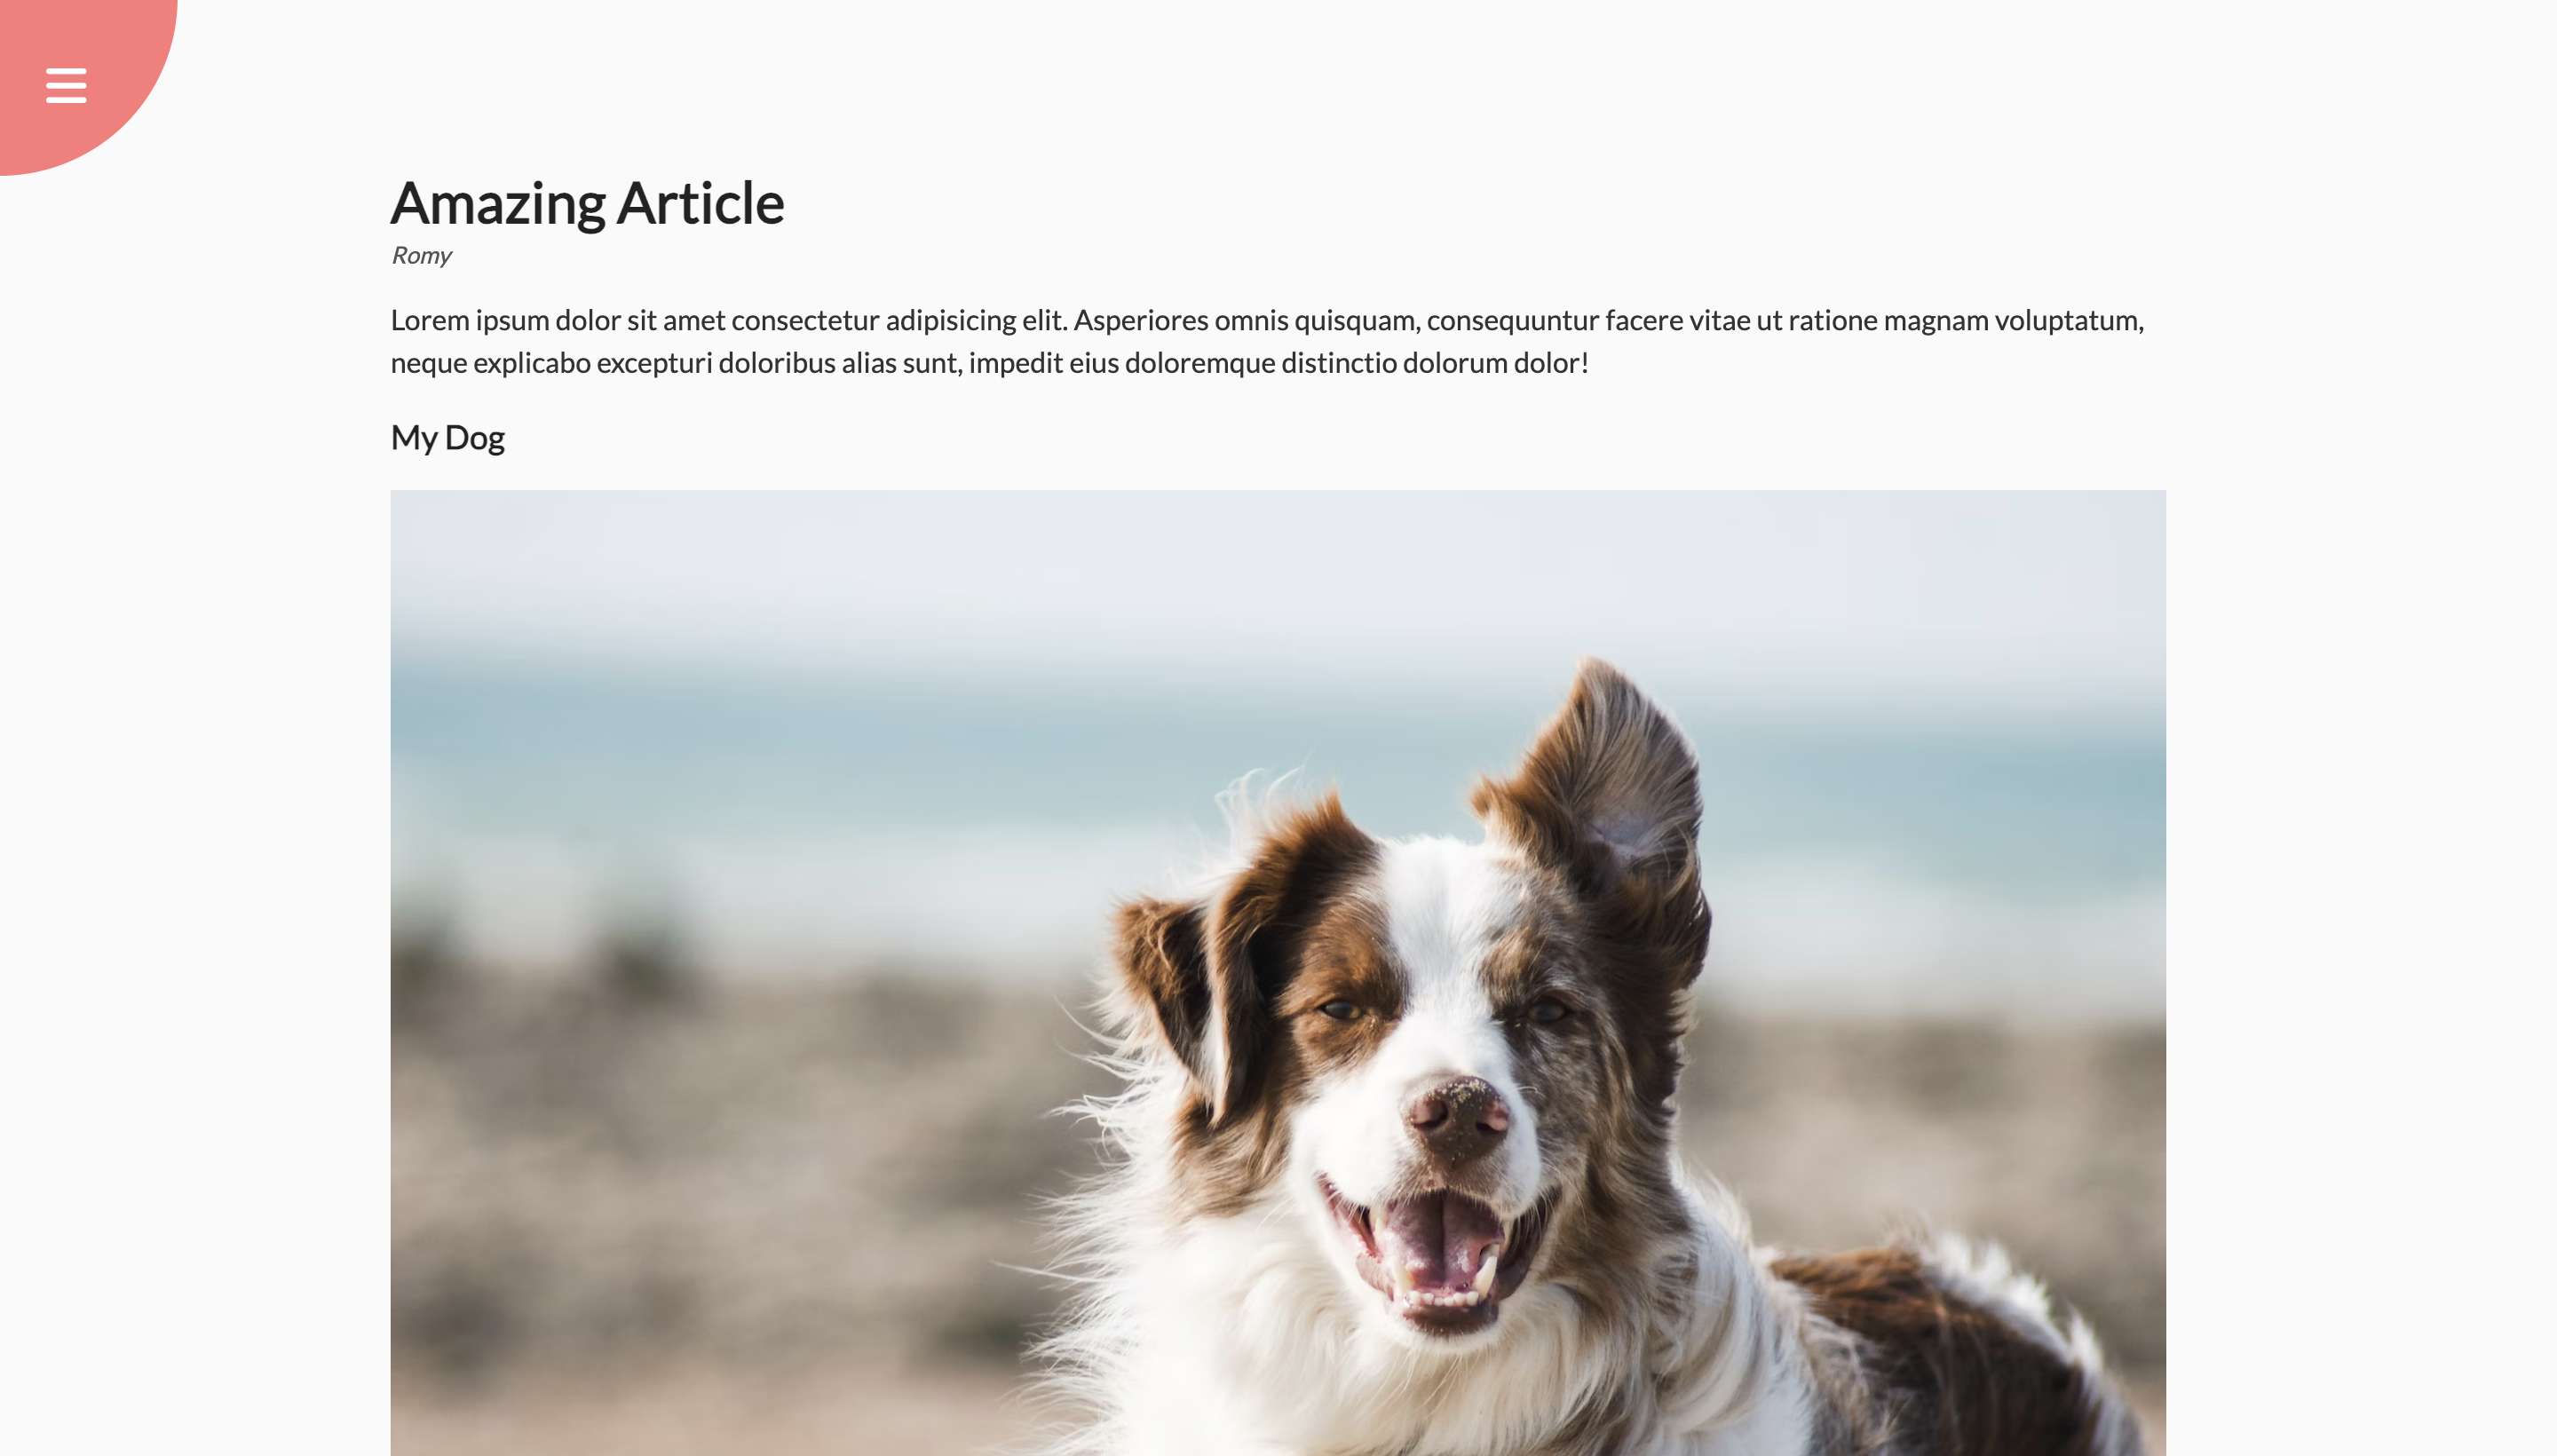 Amazing Article
Romy
Lorem ipsum dolor sit amet consectetur adipisicing elit. Asperiores omnis quisquam, consequuntur facere vitae ut ratione magnam voluptatum,
neque explicabo excepturi doloribus alias sunt, impedit eius doloremque distinctio dolorum dolor!
My Dog